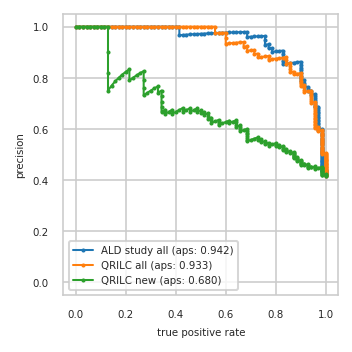 1.0
0.8
0.6
0.4
0.2
0.0
precision
ALD study all (aps: 0.942)
QRILC all (aps: 0.933)
QRILC new (aps: 0.680)
0.0 0.2 0.4 0.6 0.8 1.0
true positive rate